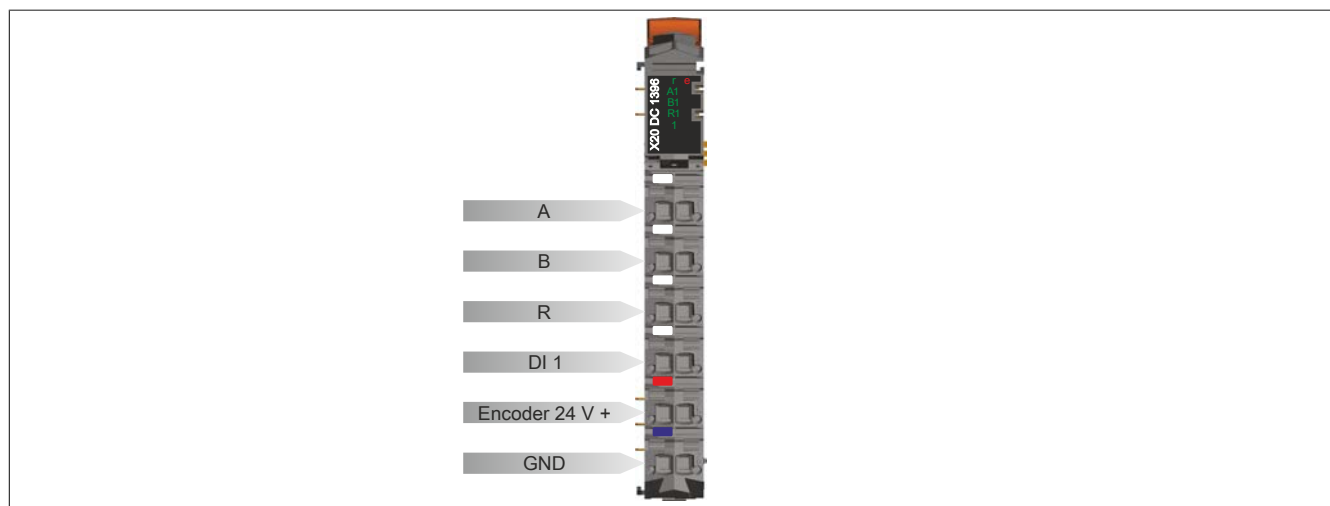 X20 DC 1396
r e
A1
B1
R1
1
A
B
R
DI 1
Encoder 24 V +
GND